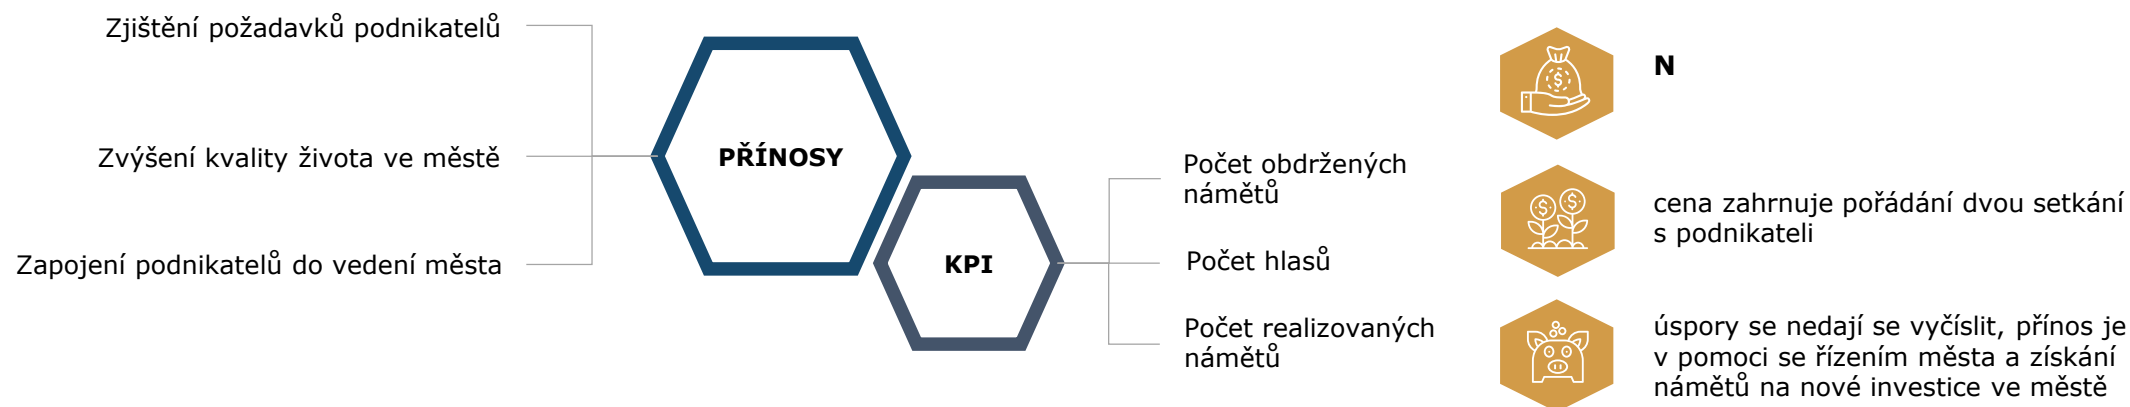 Zjištění požadavků podnikatelů
Zvýšení kvality života ve městě
Zapojení podnikatelů do vedení města
PŘÍNOSY
KPI
Počet obdržených
námětů
Počet hlasů
Počet realizovaných
námětů
N
cena zahrnuje pořádání dvou setkání
s podnikateli
úspory se nedají se vyčíslit, přínos je
v pomoci se řízením města a získání
námětů na nové investice ve městě